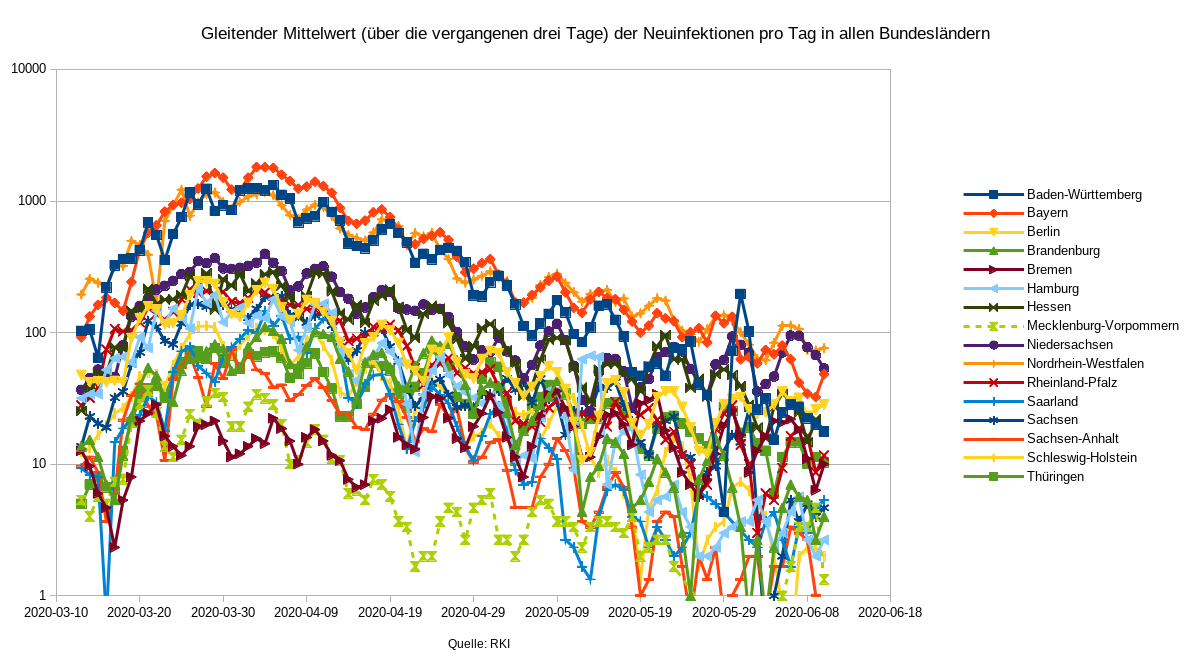 Gleitender Mittelwert (über die vergangenen drei Tage) der Neuinfektionen pro Tag in allen Bundesländern
10000
1000
100
10
1
2020-03-10 2020-03-20 2020-03-30 2020-04-09 2020-04-19 2020-04-29 2020-05-09 2020-05-19 2020-05-29 2020-06-08 2020-06-18
Quelle: RKI
Baden-Württemberg
Bayern
Berlin
Brandenburg
Bremen
Hamburg
Hessen
Mecklenburg-Vorpommern
Niedersachsen
Nordrhein-Westfalen
Rheinland-Pfalz
Saarland
Sachsen
Sachsen-Anhalt
Schleswig-Holstein
Thüringen